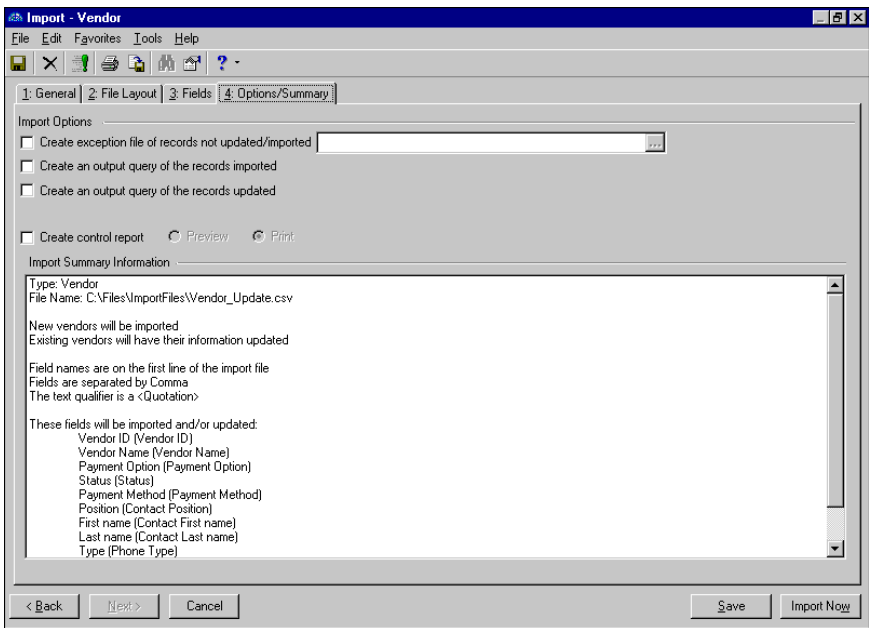 Import - Vendor
File Edit Favorites Tools Help
1: General 2: File Layout 3: Fields 4: Options/Summary
Import Options
Create exception file of records not updated/imported ...
Create an output query of the records imported
Create an output query of the records updated
Create control report Preview Print
Import Summary Information
Type: Vendor
File Name: C:\Files\ImportFiles\Vendor_Update.csv
New vendors will be imported
Existing vendors will have their information updated
Field names are on the first line of the import file
Fields are separated by Comma
The text qualifier is a <Quotation>
These fields will be imported and/or updated:
Vendor ID (Vendor ID)
Vendor Name (Vendor Name)
Payment Option (Payment Option)
Status (Status)
Payment Method (Payment Method)
Position (Contact Position)
First name (Contact First name)
Last name (Contact Last name)
Type (Phone Type)
< Back Next > Cancel Save Import Now